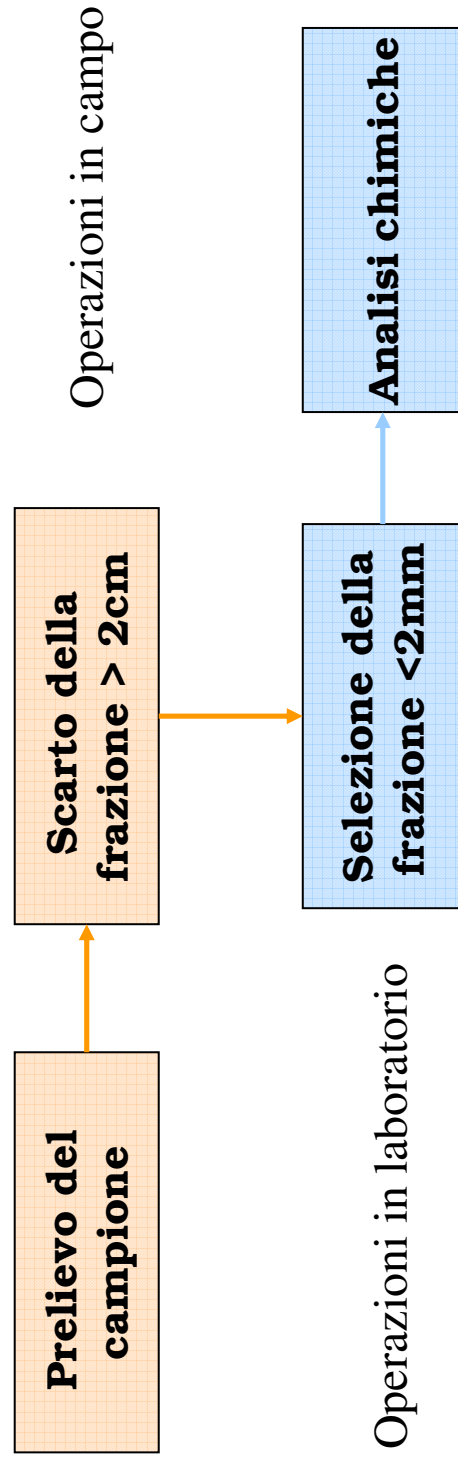 Prelievo del
campione
Scarto della
frazione > 2cm
Operazioni in campo
Operazioni in laboratorio
Selezione della
frazione <2mm
Analisi chimiche